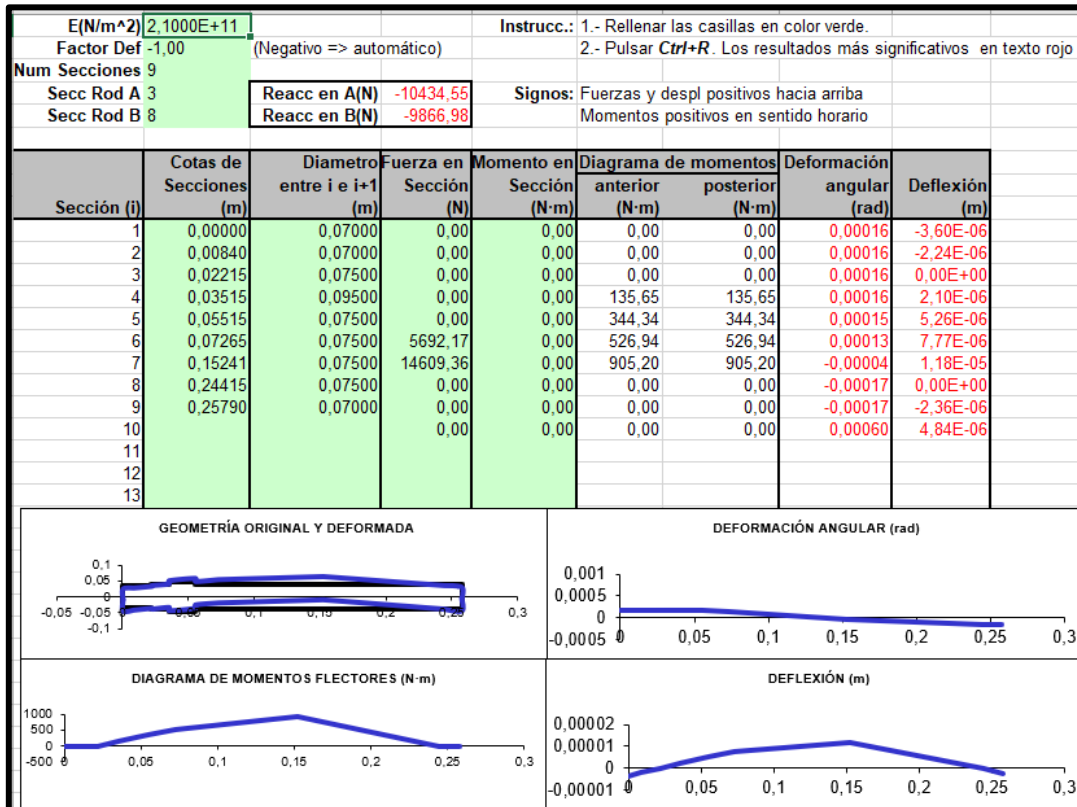 E(N/m^2) 2,1000E+11 Instrucc.: 1.- Rellenar las casillas en color verde.
Factor Def -1,00 (Negativo => automático) 2.- Pulsar Ctrl+R. Los resultados más significativos en texto rojo
Num Secciones 9
Secc Rod A 3 Reacc en A(N) -10434,55 Signos: Fuerzas y despl positivos hacia arriba
Secc Rod B 8 Reacc en B(N) -9866,98 Momentos positivos en sentido horario
Cotas de Diametro Fuerza en Momento en Diagrama de momentos Deformación
Secciones entre i e i+1 Sección Sección anterior posterior angular Deflexión
Sección (i) (m) (m) (N) (N·m) (N·m) (N·m) (rad) (m)
1 0,00000 0,07000 0,00 0,00 0,00 0,00 0,00016 -3,60E-06
2 0,00840 0,07000 0,00 0,00 0,00 0,00 0,00016 -2,24E-06
3 0,02215 0,07500 0,00 0,00 0,00 0,00 0,00016 0,00E+00
4 0,03515 0,09500 0,00 0,00 135,65 135,65 0,00016 2,10E-06
5 0,05515 0,07500 0,00 0,00 344,34 344,34 0,00015 5,26E-06
6 0,07265 0,07500 5692,17 0,00 526,94 526,94 0,00013 7,77E-06
7 0,15241 0,07500 14609,36 0,00 905,20 905,20 -0,00004 1,18E-05
8 0,24415 0,07500 0,00 0,00 0,00 0,00 -0,00017 0,00E+00
9 0,25790 0,07000 0,00 0,00 0,00 0,00 -0,00017 -2,36E-06
10 0,00 0,00 0,00 0,00 0,00060 4,84E-06
11
12
13
GEOMETRÍA ORIGINAL Y DEFORMADA
0,1
0,05
0
-0,05
-0,1
-0,05 0,1 0,15 0,2 0,25 0,3
DEFORMACIÓN ANGULAR (rad)
0,001
0,0005
0
-0,0005
0 0,05 0,1 0,15 0,2 0,25 0,3
DIAGRAMA DE MOMENTOS FLECTORES (N·m)
1000
500
0
-500
0 0,05 0,1 0,15 0,2 0,25 0,3
DEFLEXIÓN (m)
0,00002
0,00001
0
-0,00001
0 0,05 0,1 0,15 0,2 0,25 0,3